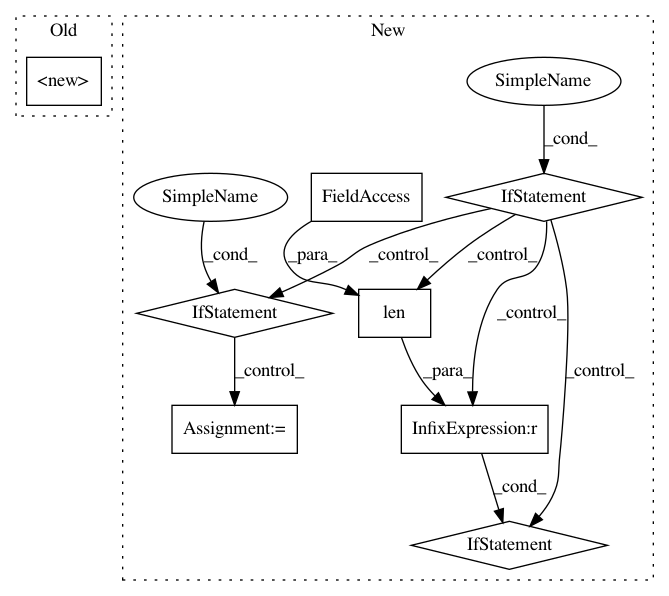 Old
New
<new>
SimpleName
_cond_
SimpleName
FieldAccess
IfStatement
_cond_
_para_
_control_
_control_
IfStatement
len
_control_
_control_
_control_
_para_
Assignment:=
InfixExpression:r
_cond_
IfStatement